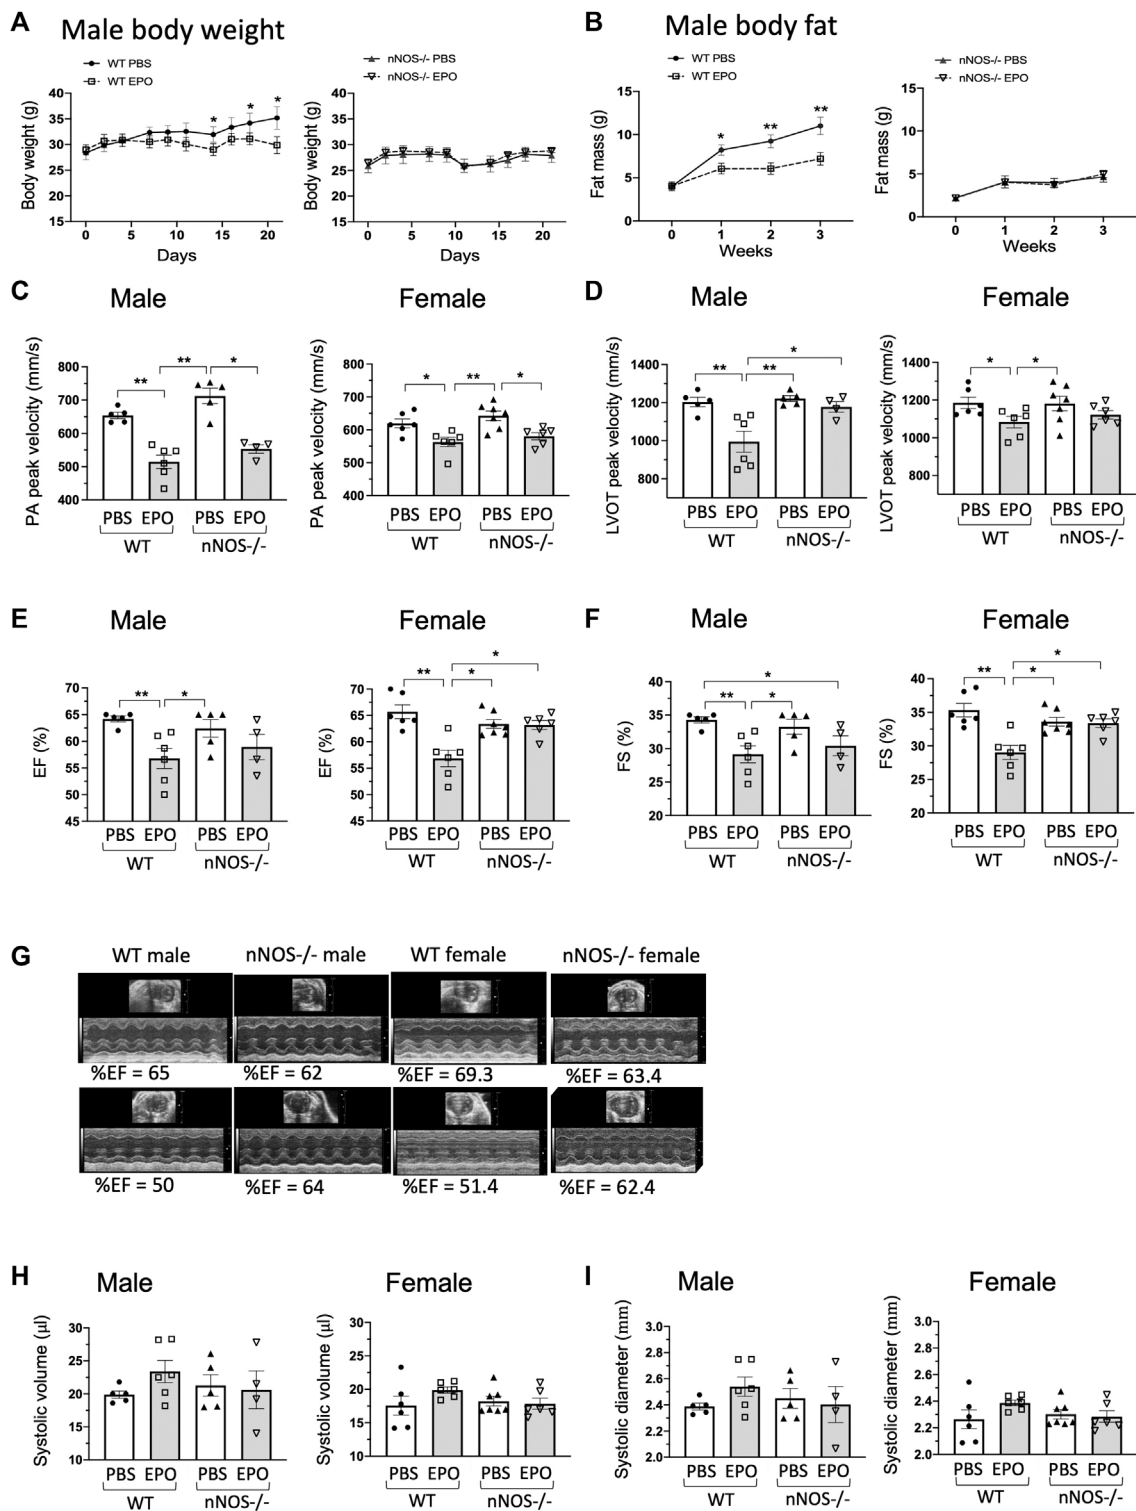 A Male body weight
WT PBS
WT EPO
Body weight (g)
40
35
30
25
20
15
0 5 10 15 20
Days
* * *
nNOS-/- PBS
nNOS-/- EPO
Body weight (g)
40
35
30
25
20
15
0 5 10 15 20
Days
B Male body fat
WT PBS
WT EPO
Fat mass (g)
15
10
5
0
0 1 2 3
Weeks
* ** **
nNOS-/- PBS
nNOS-/- EPO
Fat mass (g)
15
10
5
0
0 1 2 3
Weeks
C Male
PA peak velocity (mm/s)
800
700
600
500
400
** ** *
PBS EPO PBS EPO
WT nNOS-/-
Female
PA peak velocity (mm/s)
800
700
600
500
400
* ** *
PBS EPO PBS EPO
WT nNOS-/-
D Male
LVOT peak velocity (mm/s)
1400
1200
1000
800
*
** **
PBS EPO PBS EPO
WT nNOS-/-
Female
LVOT peak velocity (mm/s)
1400
1200
1000
800
* *
PBS EPO PBS EPO
WT nNOS-/-
E Male
EF (%)
70
65
60
55
50
45
** *
PBS EPO PBS EPO
WT nNOS-/-
Female
EF (%)
70
65
60
55
50
45
*
** *
PBS EPO PBS EPO
WT nNOS-/-
F Male
FS (%)
40
35
30
25
20
*
** *
PBS EPO PBS EPO
WT nNOS-/-
Female
FS (%)
40
35
30
25
20
*
** *
PBS EPO PBS EPO
WT nNOS-/-
G
WT male nNOS-/- male WT female nNOS-/- female
%EF = 65 %EF = 62 %EF = 69.3 %EF = 63.4
%EF = 50 %EF = 64 %EF = 51.4 %EF = 62.4
H Male
Systolic volume (µl)
30
25
20
15
10
PBS EPO PBS EPO
WT nNOS-/-
Female
Systolic volume (µl)
30
25
20
15
10
PBS EPO PBS EPO
WT nNOS-/-
I Male
Systolic diameter (mm)
3.0
2.8
2.6
2.4
2.2
2.0
PBS EPO PBS EPO
WT nNOS-/-
Female
Systolic diameter (mm)
3.0
2.8
2.6
2.4
2.2
2.0
PBS EPO PBS EPO
WT nNOS-/-